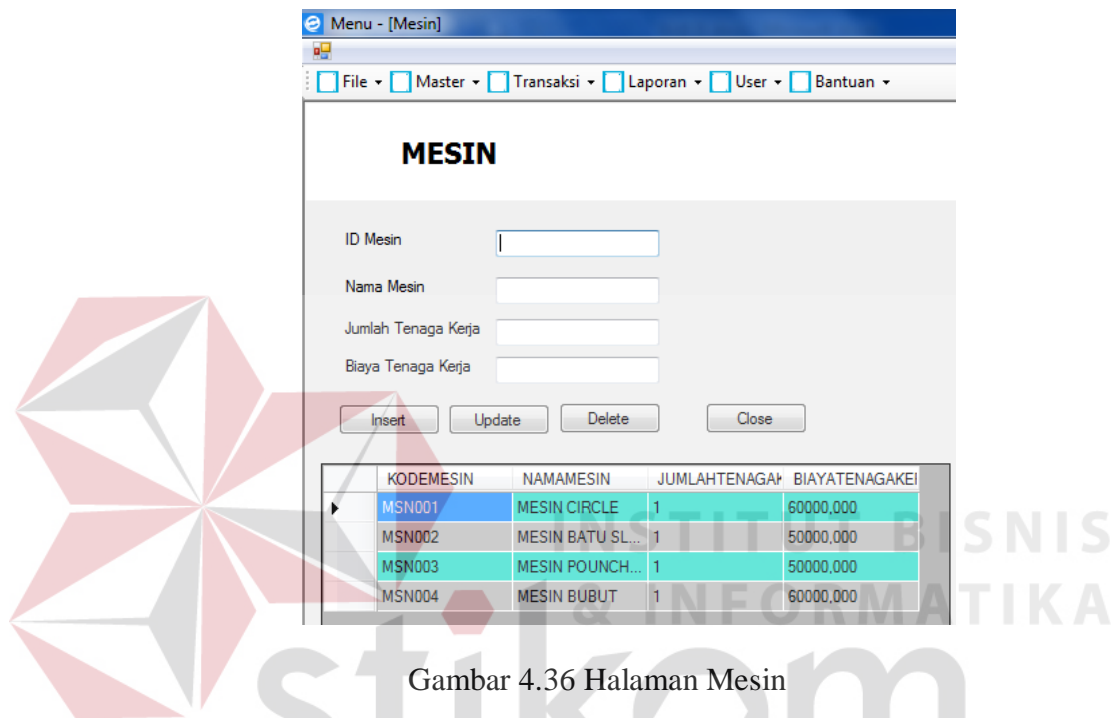 Menu - [Mesin]
File Master Transaksi Laporan User Bantuan
MESIN
ID Mesin
Nama Mesin
Jumlah Tenaga Kerja
Biaya Tenaga Kerja
Insert Update Delete Close
KODEMESIN NAMAMESIN JUMLAHTENAGAK BIAYATENAGAKEI
MSN001 MESIN CIRCLE 1 60000,000
MSN002 MESIN BATU SL... 1 50000,000
MSN003 MESIN POUNCH... 1 50000,000
MSN004 MESIN BUBUT 1 60000,000
INSTITUT BISNIS
& INFORMATIKA
stikom
Gambar 4.36 Halaman Mesin